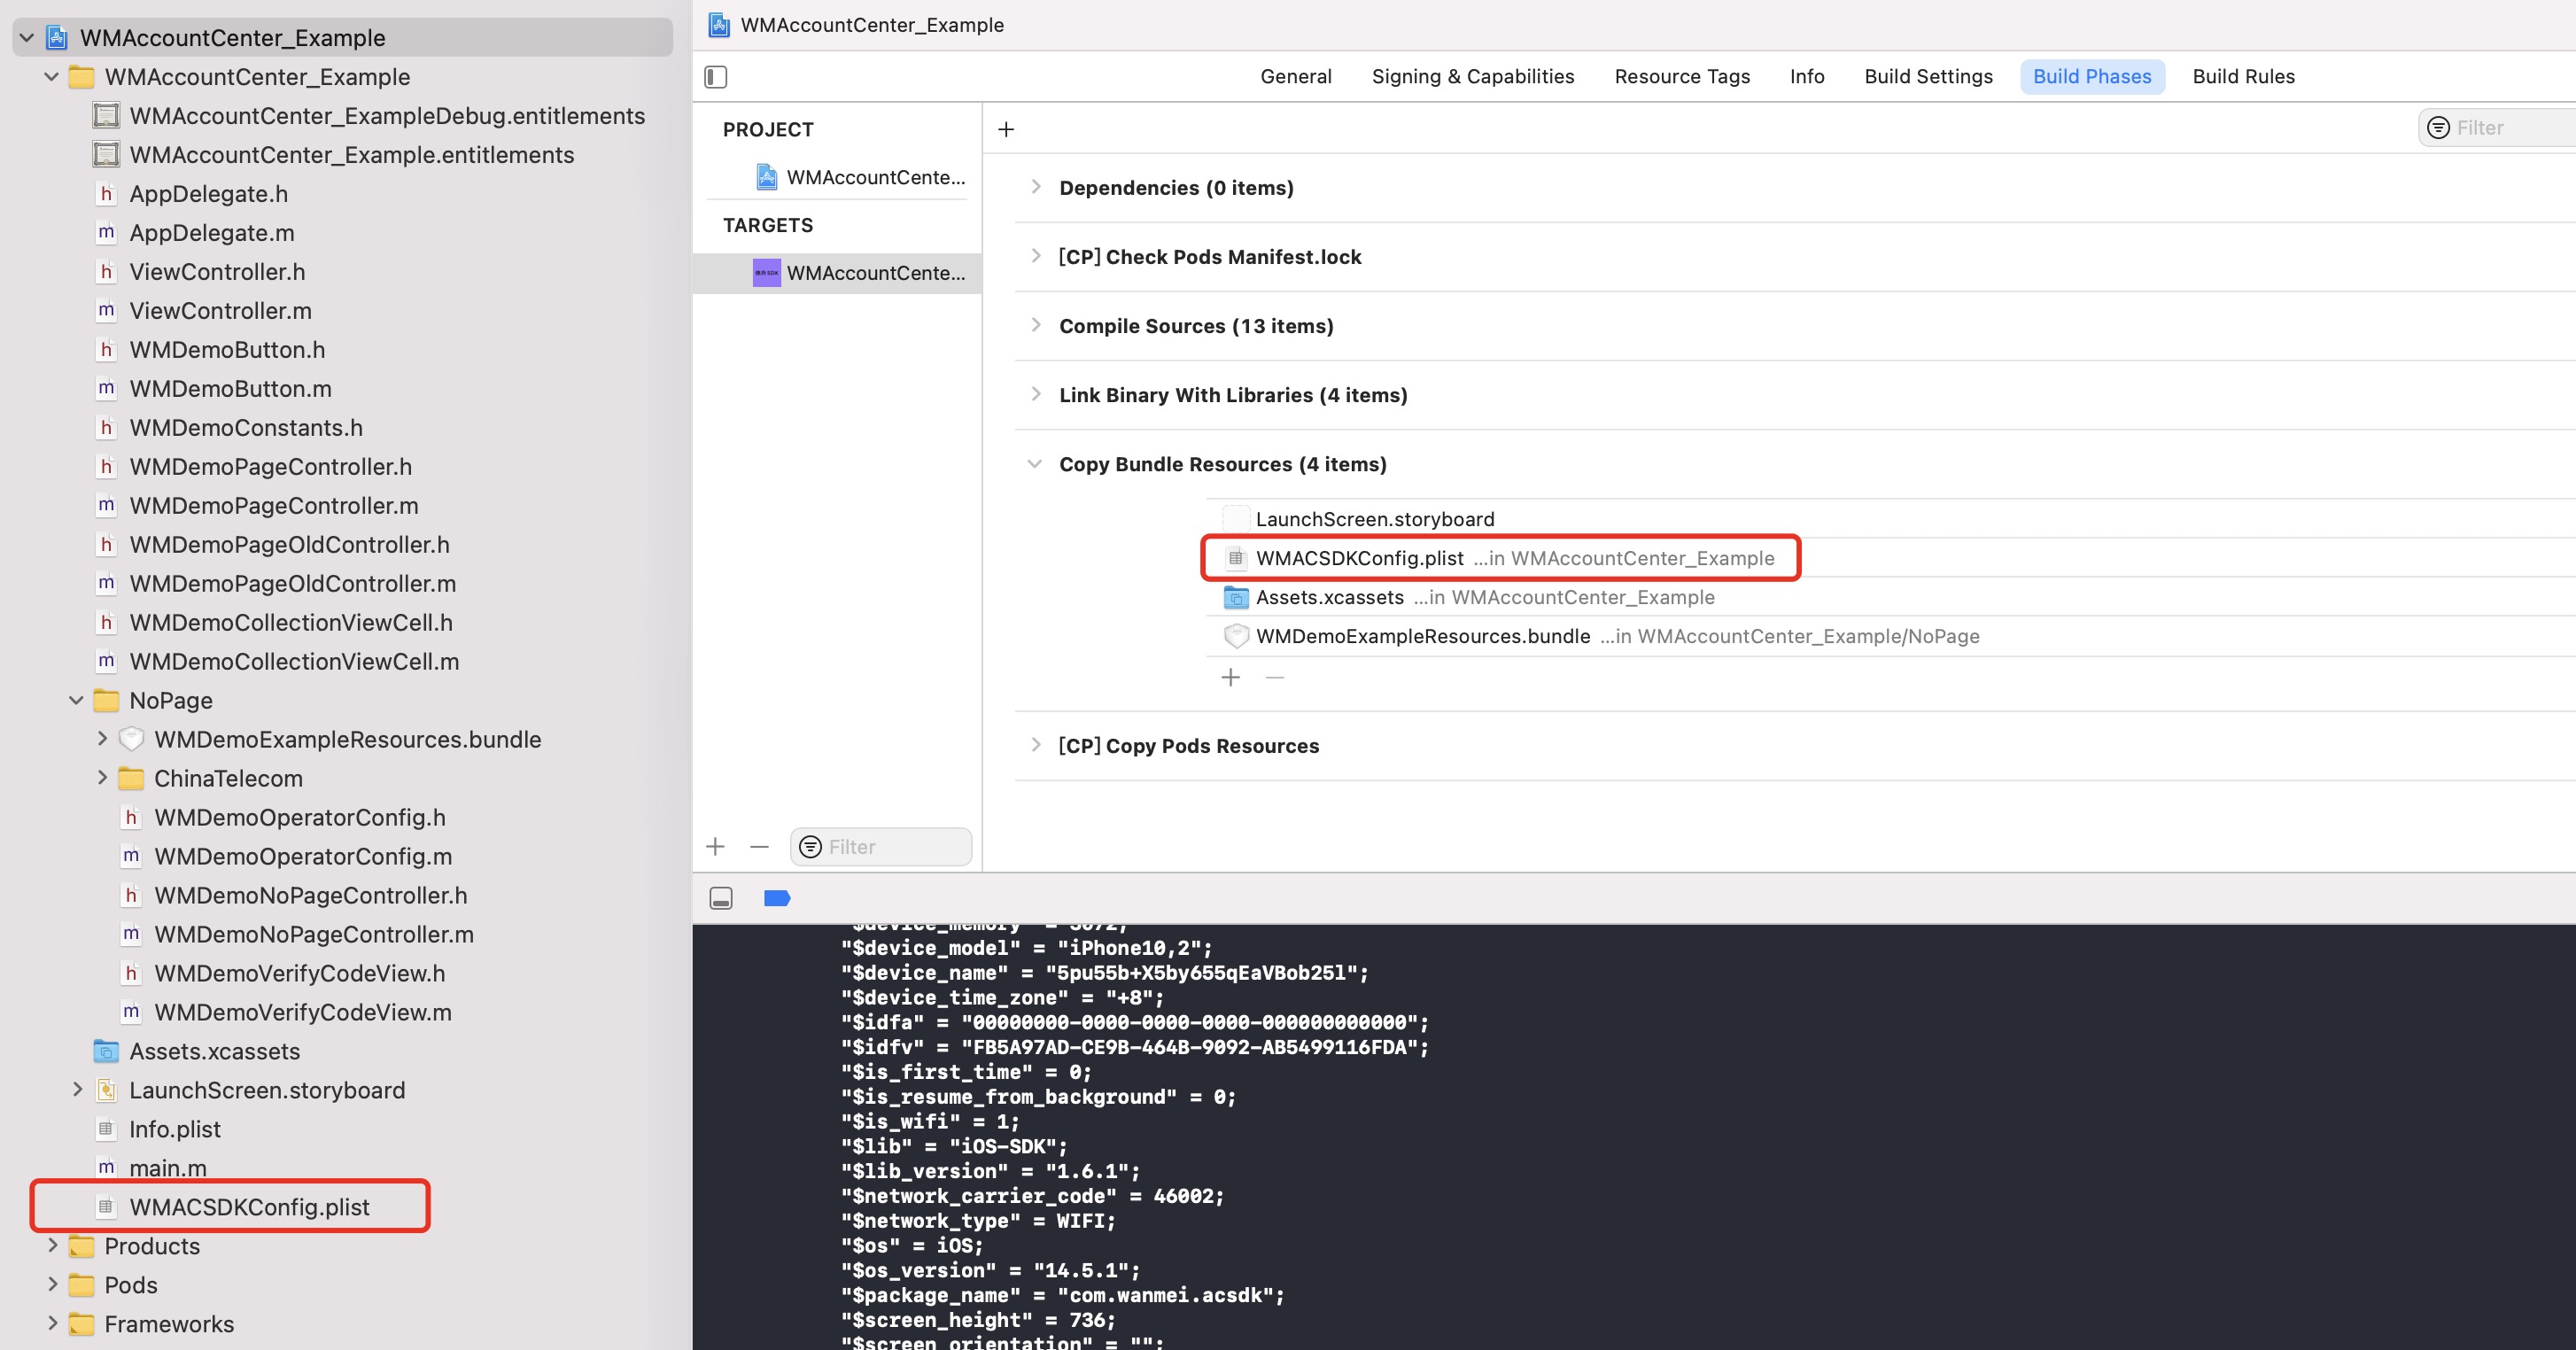 WMAccountCenter_Example
WMAccountCenter_Example
WMAccountCenter_ExampleDebug.entitlements
WMAccountCenter_Example.entitlements
h AppDelegate.h
m AppDelegate.m
h ViewController.h
m ViewController.m
h WMDemoButton.h
m WMDemoButton.m
h WMDemoConstants.h
h WMDemoPageController.h
m WMDemoPageController.m
h WMDemoPageOldController.h
m WMDemoPageOldController.m
h WMDemoCollectionViewCell.h
m WMDemoCollectionViewCell.m
NoPage
WMDemoExampleResources.bundle
ChinaTelecom
h WMDemoOperatorConfig.h
m WMDemoOperatorConfig.m
h WMDemoNoPageController.h
m WMDemoNoPageController.m
h WMDemoVerifyCodeView.h
m WMDemoVerifyCodeView.m
Assets.xcassets
LaunchScreen.storyboard
Info.plist
m main.m
WMACSDKConfig.plist
Products
Pods
Frameworks
WMAccountCenter_Example
General Signing & Capabilities Resource Tags Info Build Settings Build Phases Build Rules
PROJECT
WMAccountCente...
TARGETS
WMAccountCente...
Filter
+ Filter
Dependencies (0 items)
[CP] Check Pods Manifest.lock
Compile Sources (13 items)
Link Binary With Libraries (4 items)
Copy Bundle Resources (4 items)
LaunchScreen.storyboard
WMACSDKConfig.plist ...in WMAccountCenter_Example
Assets.xcassets ...in WMAccountCenter_Example
WMDemoExampleResources.bundle ...in WMAccountCenter_Example/NoPage
[CP] Copy Pods Resources
"$device_memory" = 3072;
"$device_model" = "iPhone10,2";
"$device_name" = "5pu55b+X5by655qEaVBob25l";
"$device_time_zone" = "+8";
"$idfa" = "00000000-0000-0000-0000-000000000000";
"$idfv" = "FB5A97AD-CE9B-464B-9092-AB5499116FDA";
"$is_first_time" = 0;
"$is_resume_from_background" = 0;
"$is_wifi" = 1;
"$lib" = "iOS-SDK";
"$lib_version" = "1.6.1";
"$network_carrier_code" = 46002;
"$network_type" = WIFI;
"$os" = iOS;
"$os_version" = "14.5.1";
"$package_name" = "com.wanmei.acsdk";
"$screen_height" = 736;
"$screen_orientation" = "";